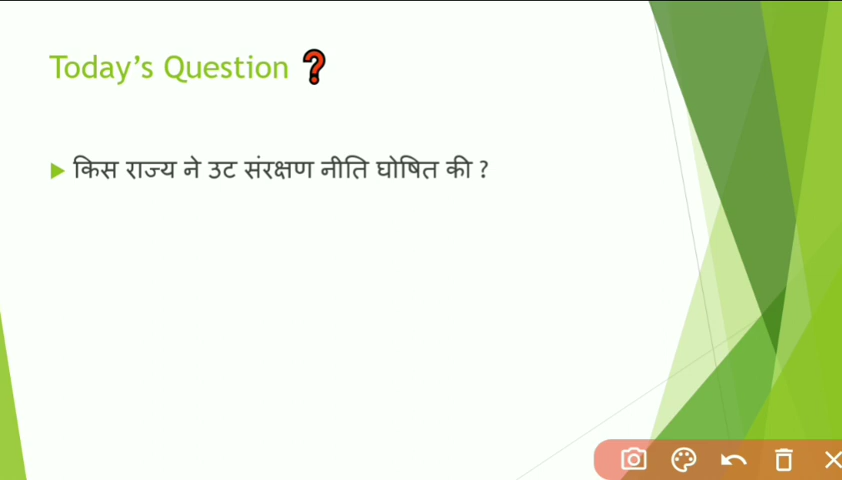 Today's Question ❓
किस राज्य ने उट संरक्षण नीति घोषित की ?